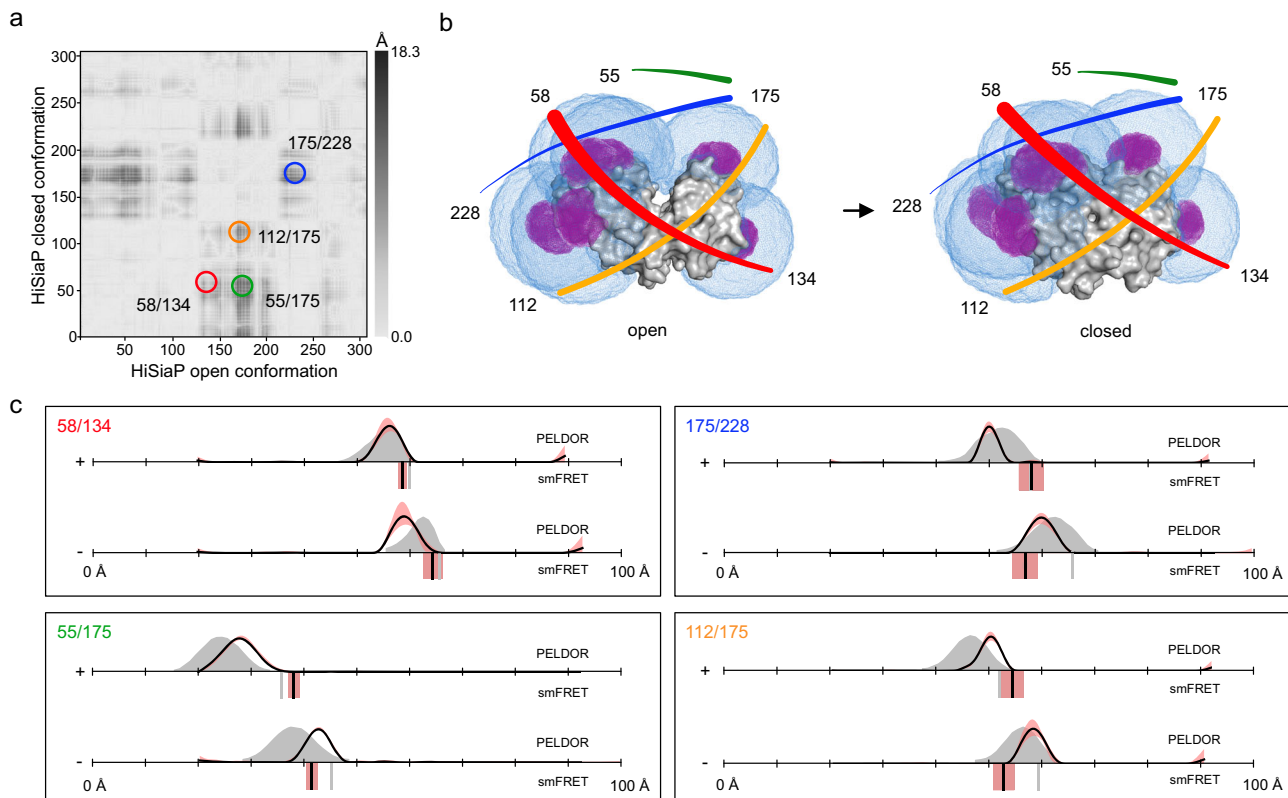 a
Å
18.3
0.0
HiSiaP closed conformation
300
250
200
150
100
50
0
50 100 150 200 250 300
HiSiaP open conformation
175/228
112/175
58/134
55/175
b
55
58
175
228
134
112
open
55
58
175
228
134
112
closed
c
58/134
PELDOR
+
smFRET
PELDOR
-
0 Å
smFRET
100 Å
175/228
PELDOR
+
smFRET
PELDOR
-
0 Å
smFRET
100 Å
55/175
PELDOR
+
smFRET
PELDOR
-
0 Å
smFRET
100 Å
112/175
PELDOR
+
smFRET
PELDOR
-
0 Å
smFRET
100 Å